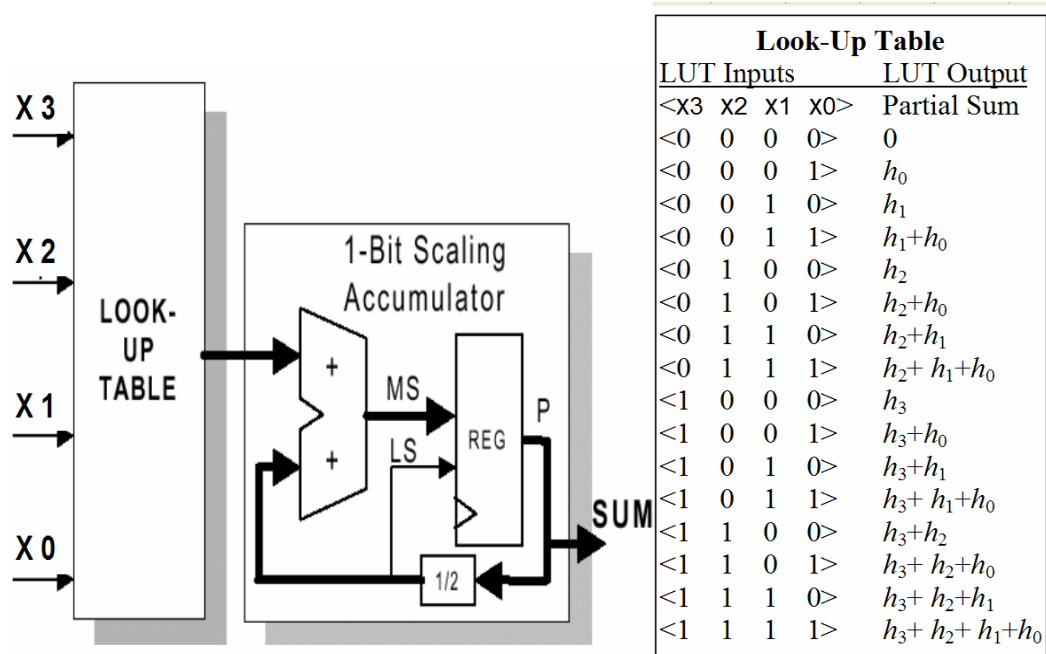 X 3
X 2
X 1
X 0
LOOK-
UP
TABLE
1-Bit Scaling
Accumulator
+
+
MS
LS
REG
P
1/2
SUM
Look-Up Table
LUT Inputs LUT Output
<x3 x2 x1 x0> Partial Sum
<0 0 0 0> 0
<0 0 0 1> h₀
<0 0 1 0> h₁
<0 0 1 1> h₁+h₀
<0 1 0 0> h₂
<0 1 0 1> h₂+h₀
<0 1 1 0> h₂+h₁
<0 1 1 1> h₂+ h₁+h₀
<1 0 0 0> h₃
<1 0 0 1> h₃+h₀
<1 0 1 0> h₃+h₁
<1 0 1 1> h₃+ h₁+h₀
<1 1 0 0> h₃+h₂
<1 1 0 1> h₃+ h₂+h₀
<1 1 1 0> h₃+ h₂+h₁
<1 1 1 1> h₃+ h₂+ h₁+h₀